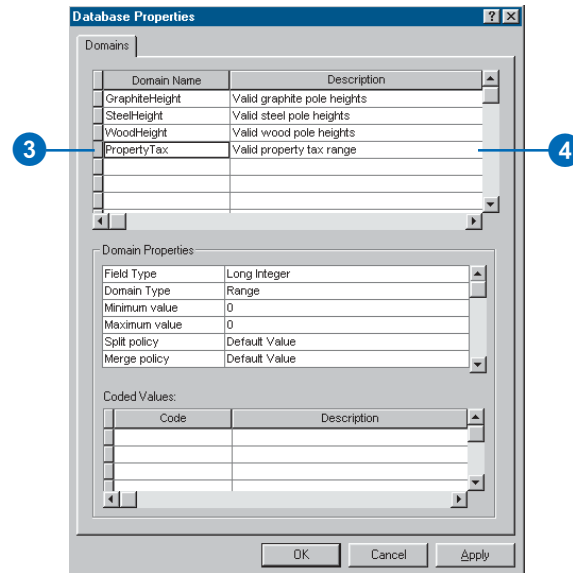 Database Properties
Domains
Domain Name Description
GraphiteHeight Valid graphite pole heights
SteelHeight Valid steel pole heights
WoodHeight Valid wood pole heights
3 PropertyTax Valid property tax range 4
Domain Properties
Field Type Long Integer
Domain Type Range
Minimum value 0
Maximum value 0
Split policy Default Value
Merge policy Default Value
Coded Values:
Code Description
OK Cancel Apply